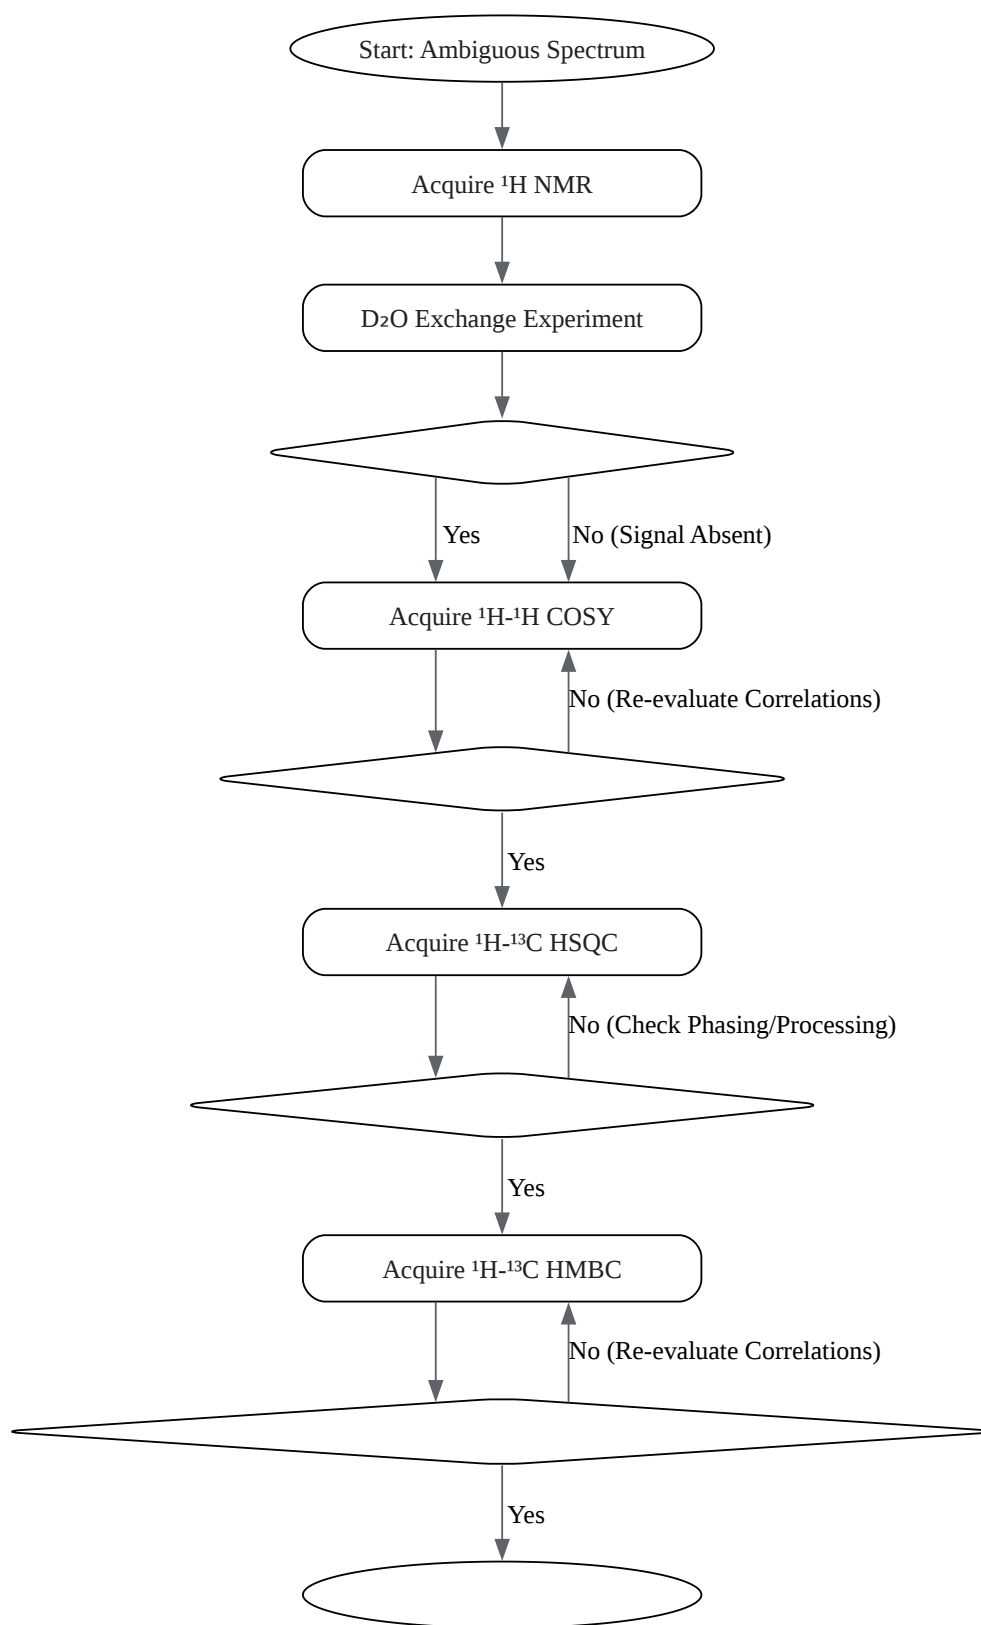 Start: Ambiguous Spectrum
Acquire ¹H NMR
D₂O Exchange Experiment
Yes
No (Signal Absent)
Acquire ¹H-¹H COSY
No (Re-evaluate Correlations)
Yes
Acquire ¹H-¹³C HSQC
No (Check Phasing/Processing)
Yes
Acquire ¹H-¹³C HMBC
No (Re-evaluate Correlations)
Yes